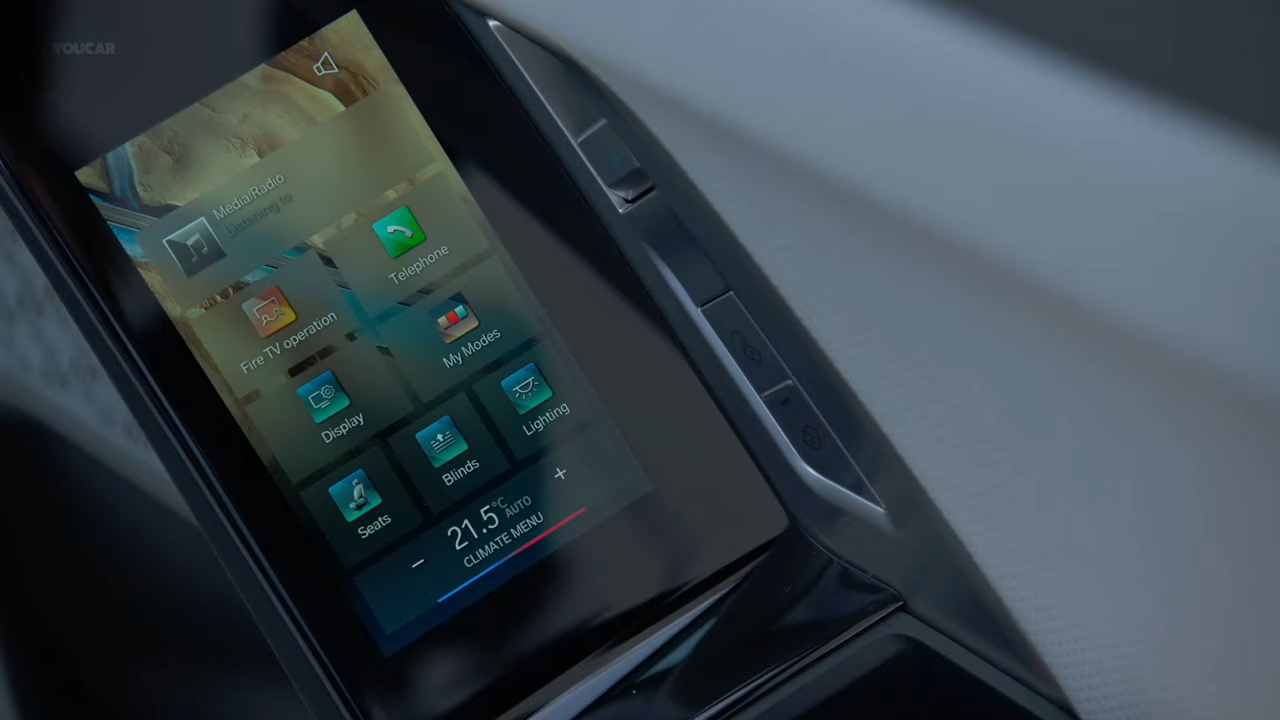 YOUCAR
Media/Radio
Listening to
Telephone
Fire TV operation
My Modes
Display
Lighting
Blinds
Seats
+
21.5°C AUTO
−
CLIMATE MENU